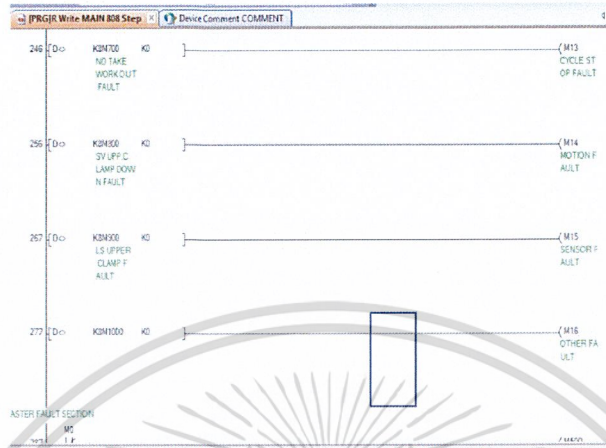 [PRG]R Write MAIN 808 Step
Device Comment COMMENT
246 [D<> K8M700 K0 ] (M13
NO TAKE WORKOUT FAULT
CYCLE ST OP FAULT
256 [D<> K8M800 K0 ] (M14
SV UPP.C LAMP DOW N FAULT
MOTION F AULT
267 [D<> K8M900 K0 ] (M15
LS UPPER CLAMP F AULT
SENSOR F AULT
277 [D<> K8M1000 K0 ] (M16
OTHER FA ULT
ASTER FAULT SECTION
M0